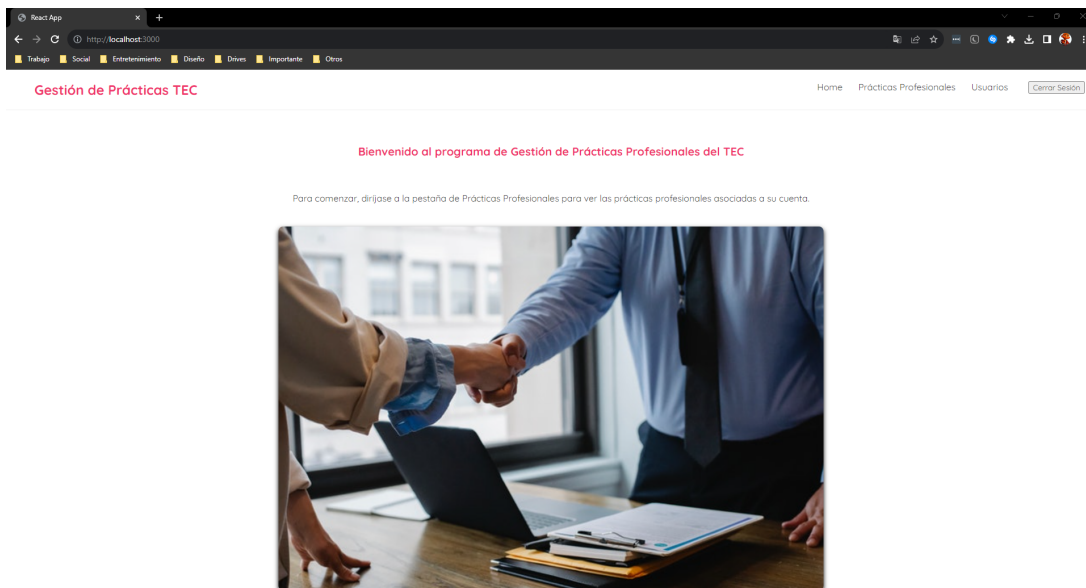 React App
http://localhost:3000
Trabajo Social Entretenimiento Diseño Drives Importante Otros
Gestión de Prácticas TEC
Home Prácticas Profesionales Usuarios Cerrar Sesión
Bienvenido al programa de Gestión de Prácticas Profesionales del TEC
Para comenzar, diríjase a la pestaña de Prácticas Profesionales para ver las prácticas profesionales asociadas a su cuenta.